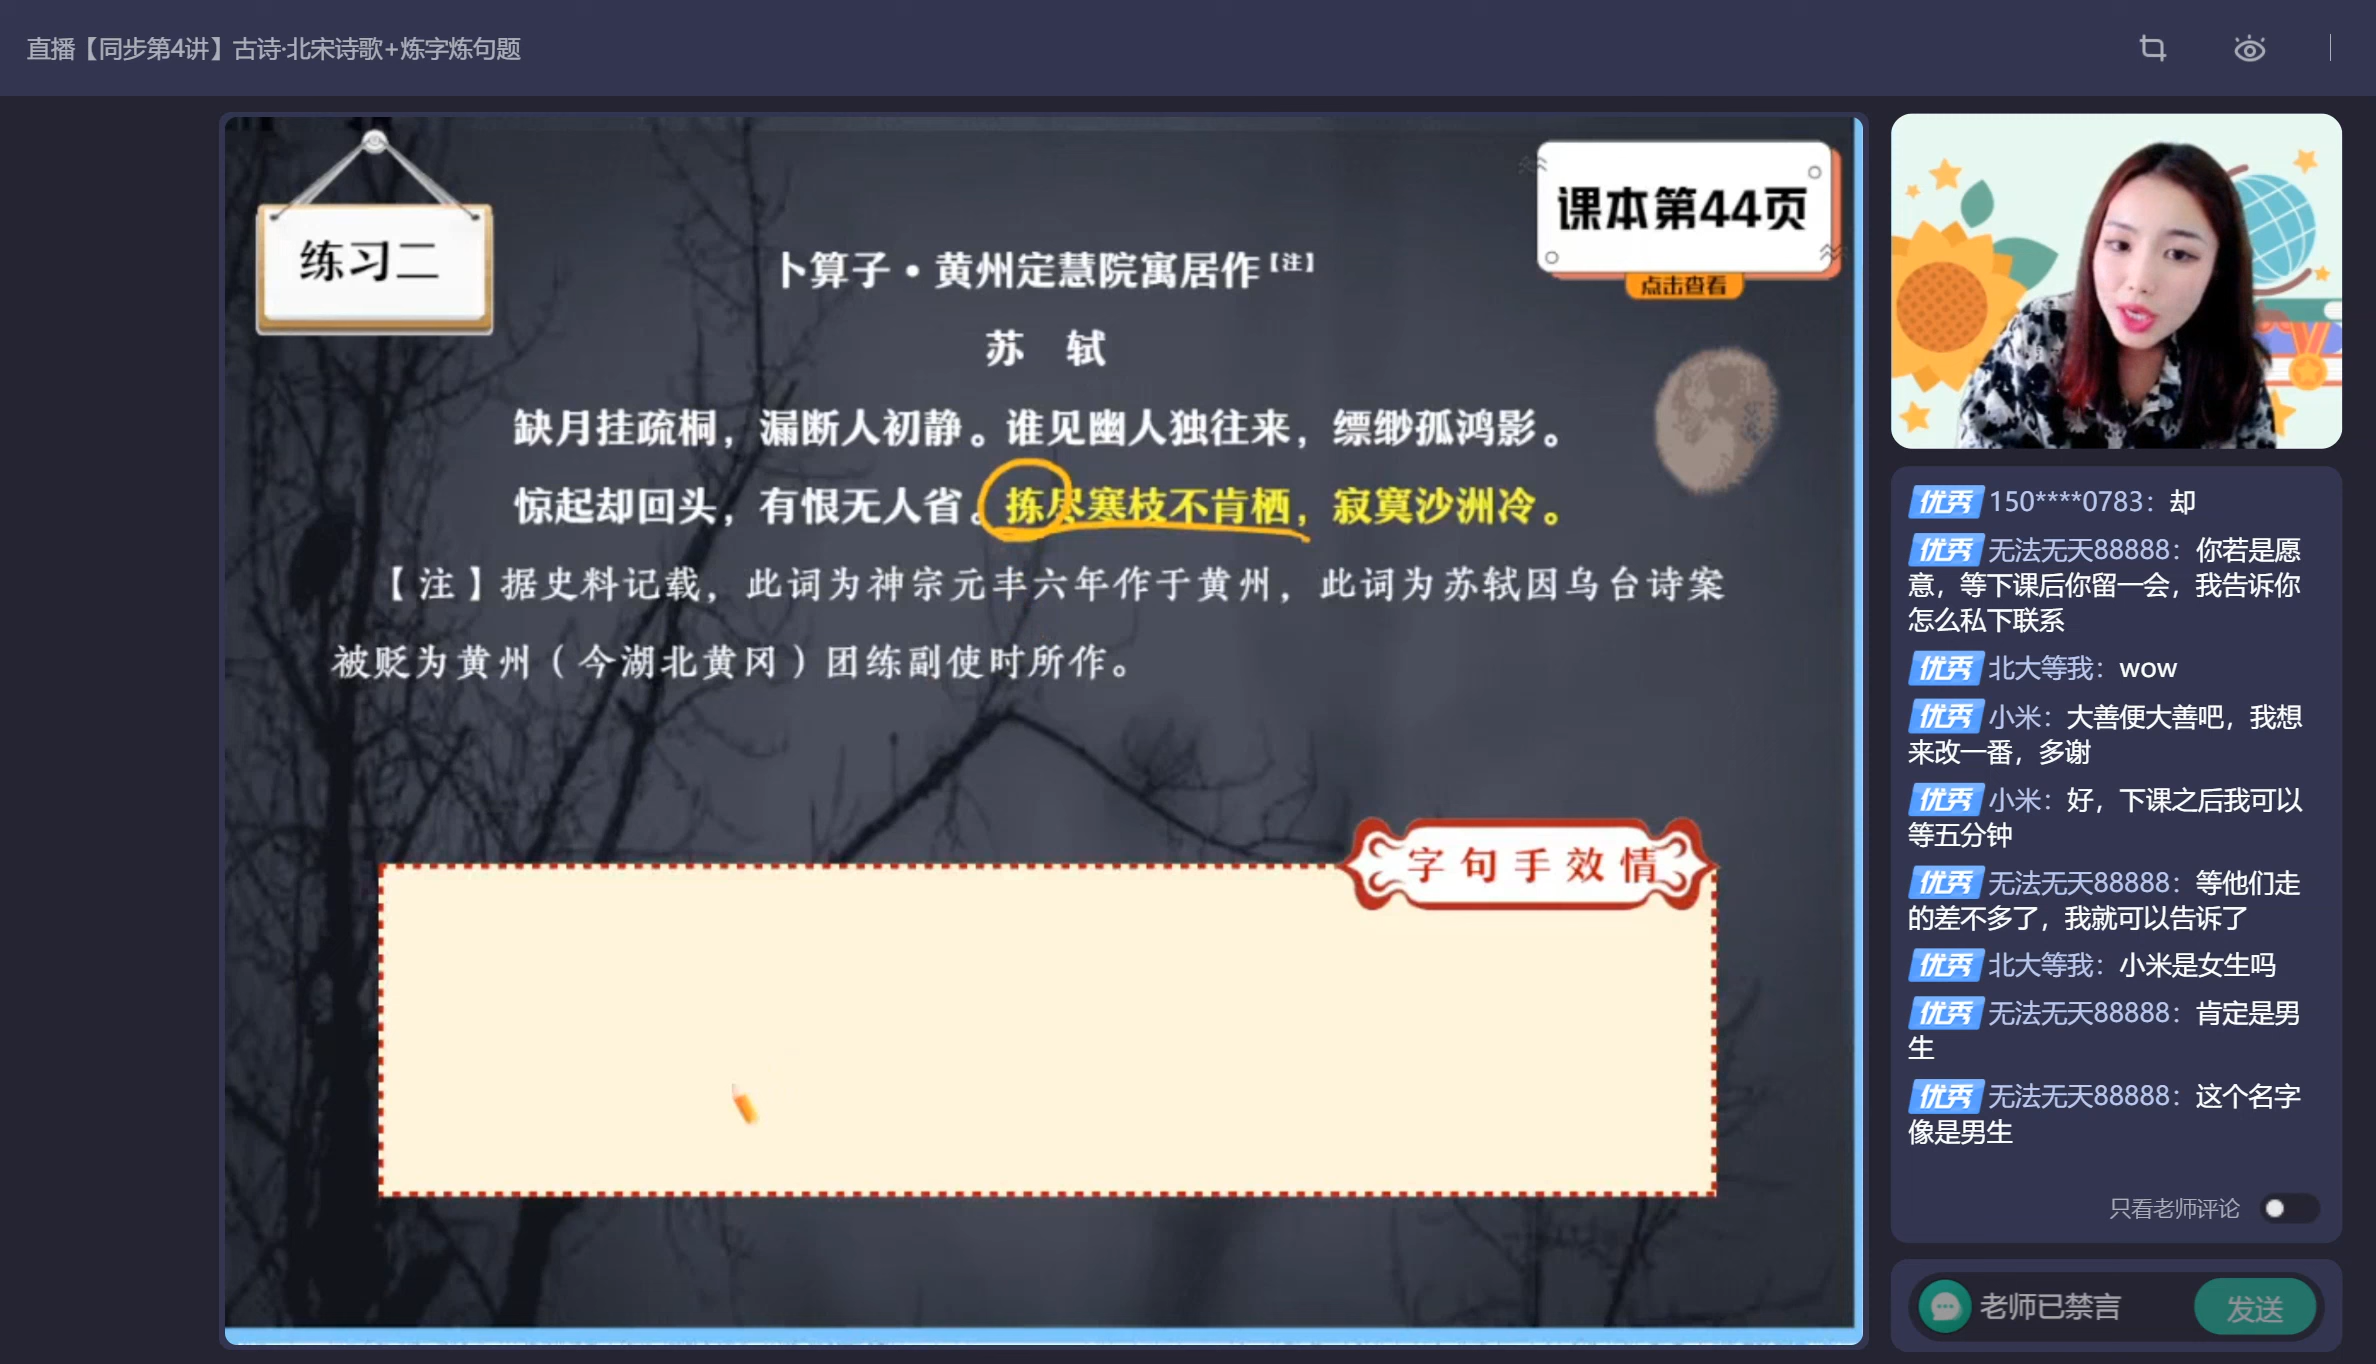 直播【同步第4讲】古诗·北宋诗歌+炼字炼句题
练习二
课本第44页
点击查看
卜算子·黄州定慧院寓居作【注】
苏 轼
缺月挂疏桐，漏断人初静。谁见幽人独往来，缥缈孤鸿影。
惊起却回头，有恨无人省。拣尽寒枝不肯栖，寂寞沙洲冷。
【注】据史料记载，此词为神宗元丰六年作于黄州，此词为苏轼因乌台诗案
被贬为黄州（今湖北黄冈）团练副使时所作。
字句手效情
优秀 150****0783：却
优秀 无法无天88888：你若是愿
意，等下课后你留一会，我告诉你
怎么私下联系
优秀 北大等我：wow
优秀 小米：大善便大善吧，我想
来改一番，多谢
优秀 小米：好，下课之后我可以
等五分钟
优秀 无法无天88888：等他们走
的差不多了，我就可以告诉了
优秀 北大等我：小米是女生吗
优秀 无法无天88888：肯定是男
生
优秀 无法无天88888：这个名字
像是男生
只看老师评论
老师已禁言
发送